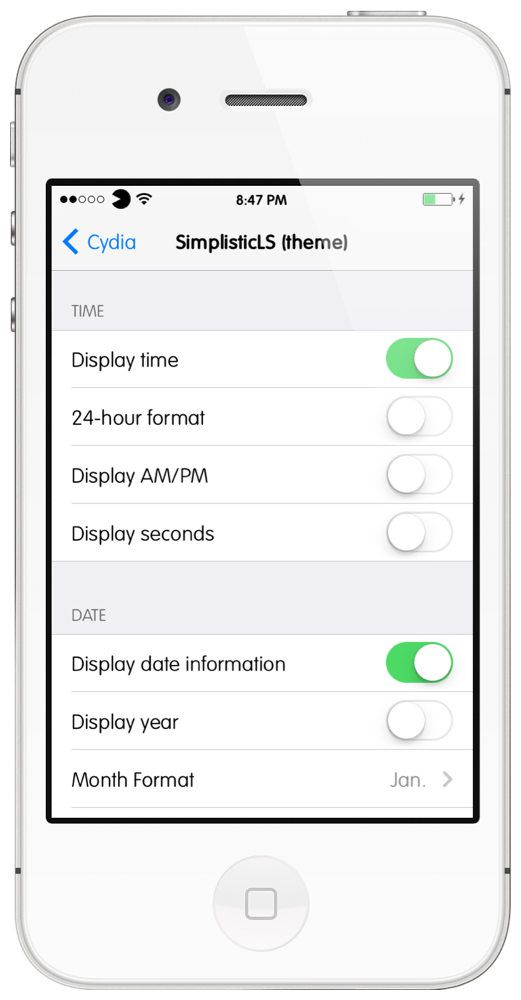 8:47 PM
Cydia
SimplisticLS (theme)
TIME
Display time
24-hour format
Display AM/PM
Display seconds
DATE
Display date information
Display year
Month Format
Jan.